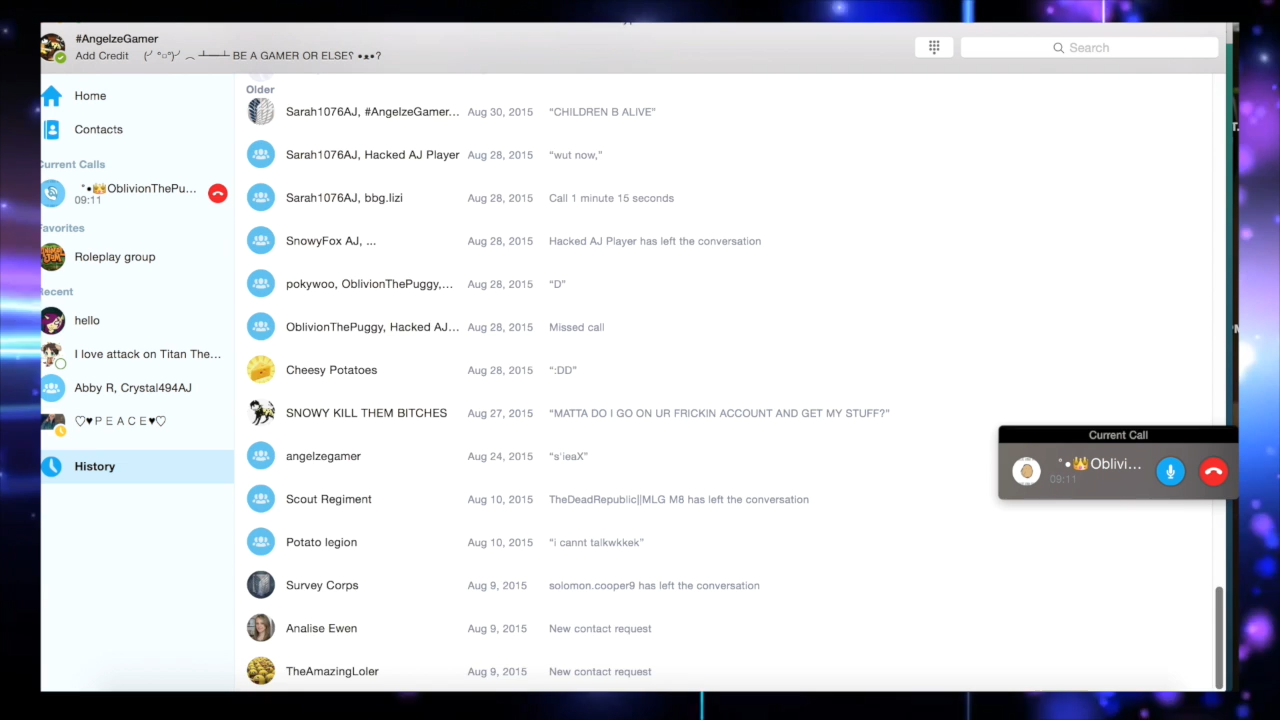 #AngelzeGamer
Add Credit (╯°□°)╯ ︵ ┻━┻ BE A GAMER OR ELSE⸮ •ᴥ•?
Search
Home
Contacts
Current Calls
°•👑OblivionThePu...
09:11
Favorites
Roleplay group
Recent
hello
I love attack on Titan The...
Abby R, Crystal494AJ
♡♥ＰＥＡＣＥ♥♡
History
Older
Sarah1076AJ, #AngelzeGamer... Aug 30, 2015 “CHILDREN B ALIVE”
Sarah1076AJ, Hacked AJ Player Aug 28, 2015 “wut now,”
Sarah1076AJ, bbg.lizi Aug 28, 2015 Call 1 minute 15 seconds
SnowyFox AJ, ... Aug 28, 2015 Hacked AJ Player has left the conversation
pokywoo, OblivionThePuggy,... Aug 28, 2015 “D”
OblivionThePuggy, Hacked AJ... Aug 28, 2015 Missed call
Cheesy Potatoes Aug 28, 2015 “:DD”
SNOWY KILL THEM BITCHES Aug 27, 2015 “MATTA DO I GO ON UR FRICKIN ACCOUNT AND GET MY STUFF?”
angelzegamer Aug 24, 2015 “s'ieaX”
Scout Regiment Aug 10, 2015 TheDeadRepublic||MLG M8 has left the conversation
Potato legion Aug 10, 2015 “i cannt talkwkkek”
Survey Corps Aug 9, 2015 solomon.cooper9 has left the conversation
Analise Ewen Aug 9, 2015 New contact request
TheAmazingLoler Aug 9, 2015 New contact request
Current Call
°•👑Oblivi...
09:11